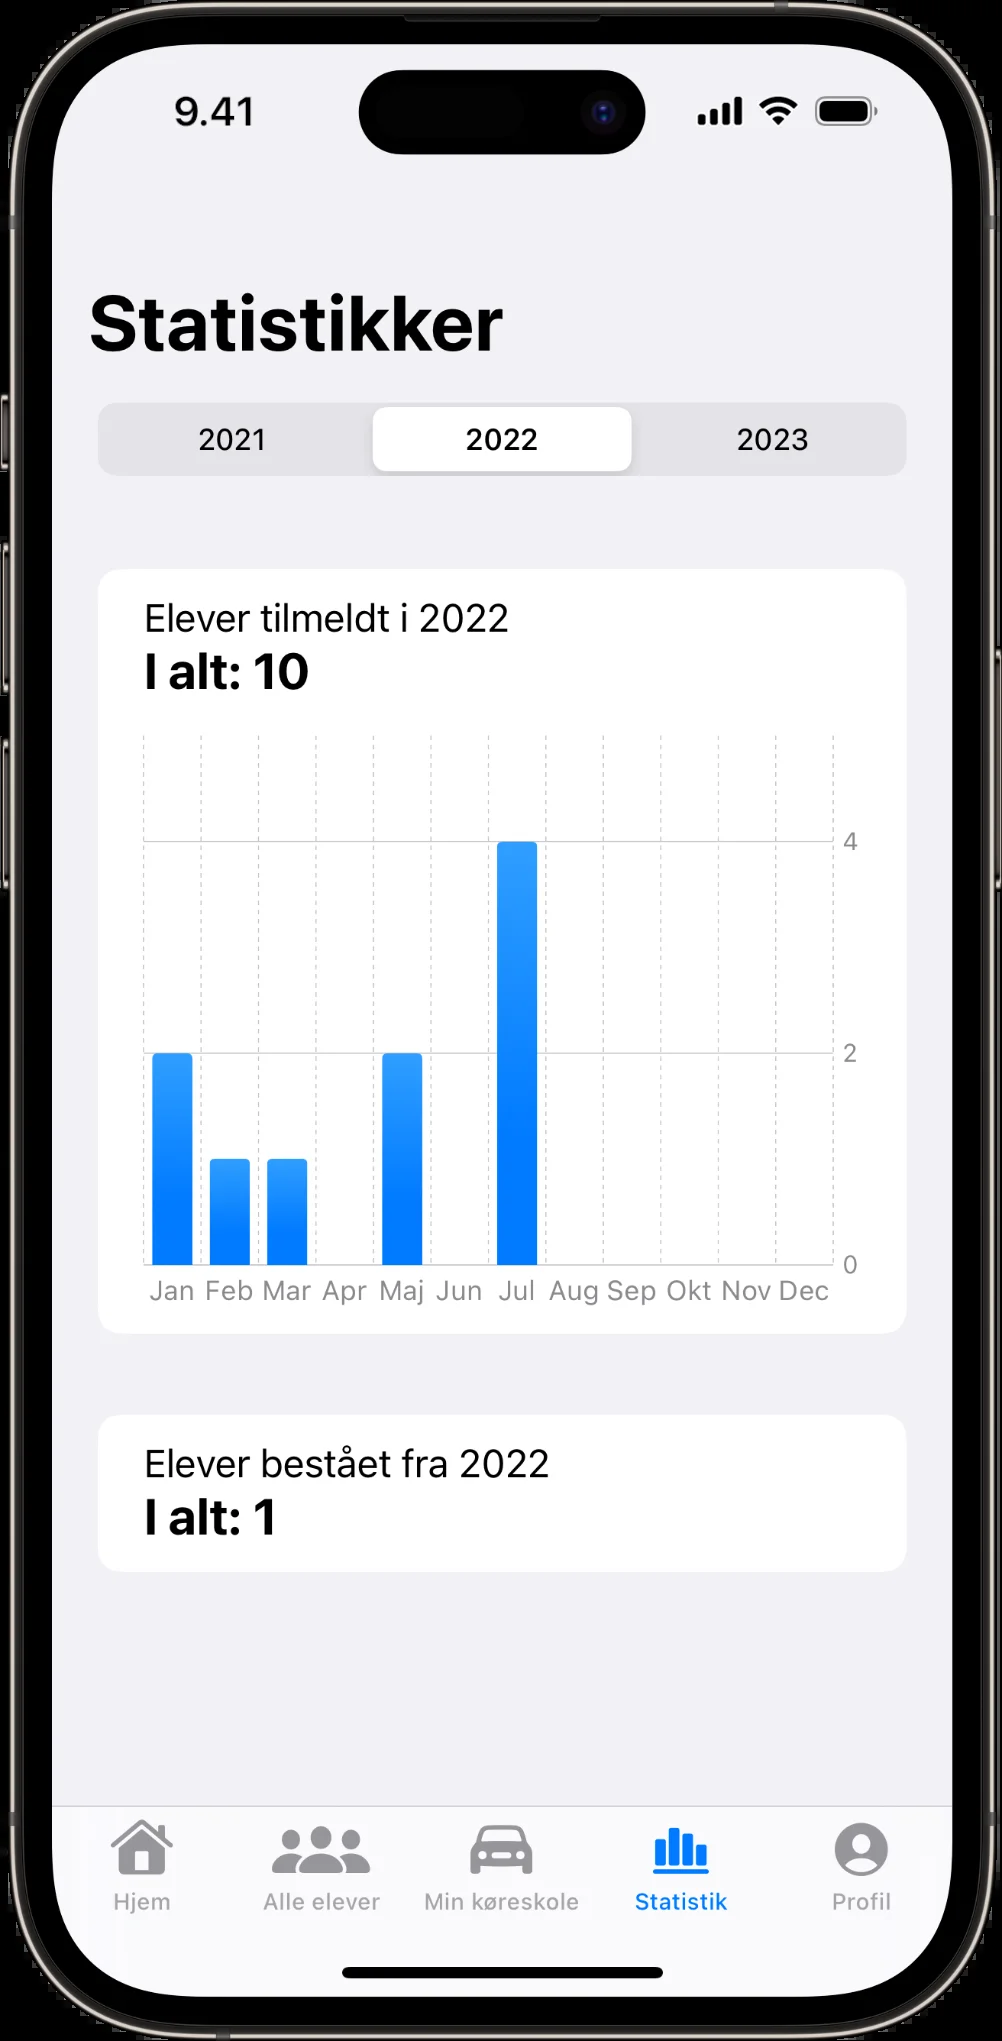 9.41
Statistikker
2021 2022 2023
Elever tilmeldt i 2022
I alt: 10
4
2
0
Jan Feb Mar Apr Maj Jun Jul Aug Sep Okt Nov Dec
Elever bestået fra 2022
I alt: 1
Hjem Alle elever Min køreskole Statistik Profil